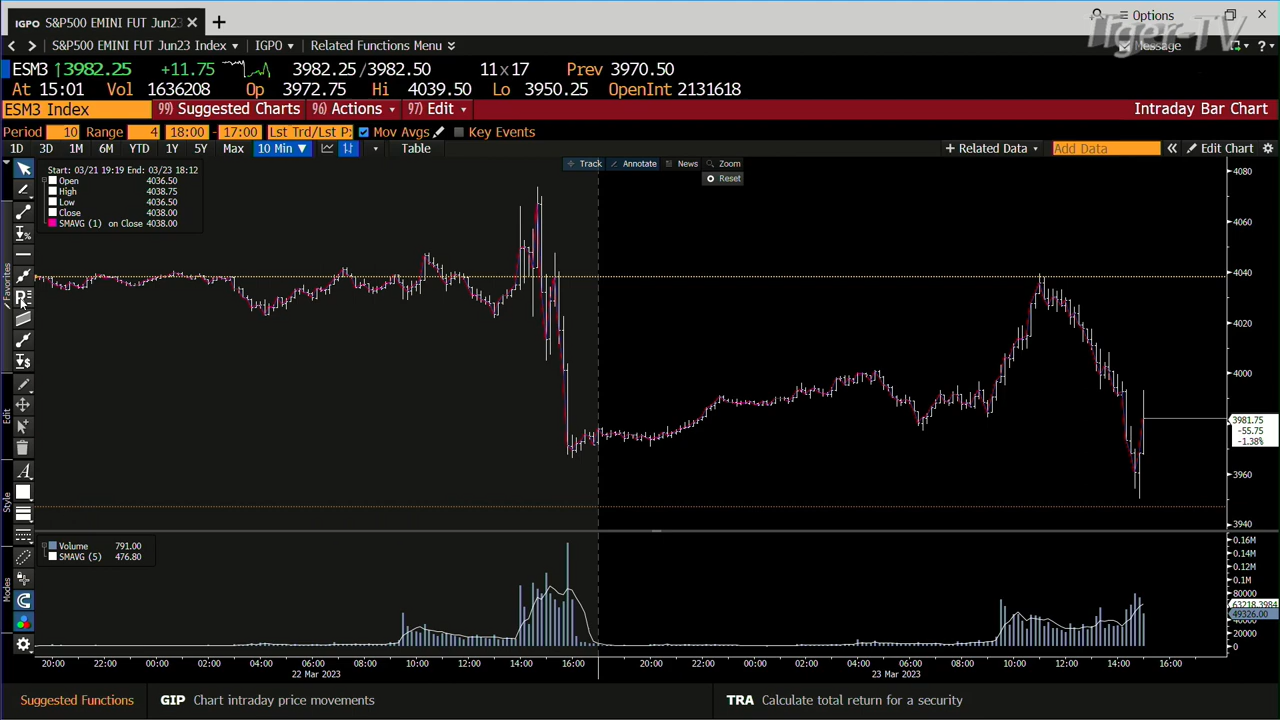 IGPO S&P500 EMINI FUT Jun23
Options
Tiger-TV
S&P500 EMINI FUT Jun23 Index IGPO Related Functions Menu Message
ESM3 3982.25 +11.75 3982.25/3982.50 11x17 Prev 3970.50
At 15:01 Vol 1636208 Op 3972.75 Hi 4039.50 Lo 3950.25 OpenInt 2131618
ESM3 Index 99) Suggested Charts 96) Actions 97) Edit Intraday Bar Chart
Period 10 Range 4 18:00 - 17:00 Lst Trd/Lst P: Mov Avgs Key Events
1D 3D 1M 6M YTD 1Y 5Y Max 10 Min Table + Related Data Add Data Edit Chart
Track Annotate News Zoom
Reset
Start: 03/21 19:19 End: 03/23 18:12
Open 4036.50
High 4038.75
Low 4036.50
Close 4038.00
SMAVG (1) on Close 4038.00
4080
4060
4040
4020
4000
3981.75
-55.75
-1.38%
3960
3940
Favorites
Edit
Style
Modes
Volume 791.00
SMAVG (5) 476.80
0.16M
0.14M
0.12M
0.1M
80000
63218.3984
49326.00
40000
20000
0
20:00 22:00 00:00 02:00 04:00 06:00 08:00 10:00 12:00 14:00 16:00 20:00 22:00 00:00 02:00 04:00 06:00 08:00 10:00 12:00 14:00 16:00
22 Mar 2023 23 Mar 2023
Suggested Functions GIP Chart intraday price movements TRA Calculate total return for a security